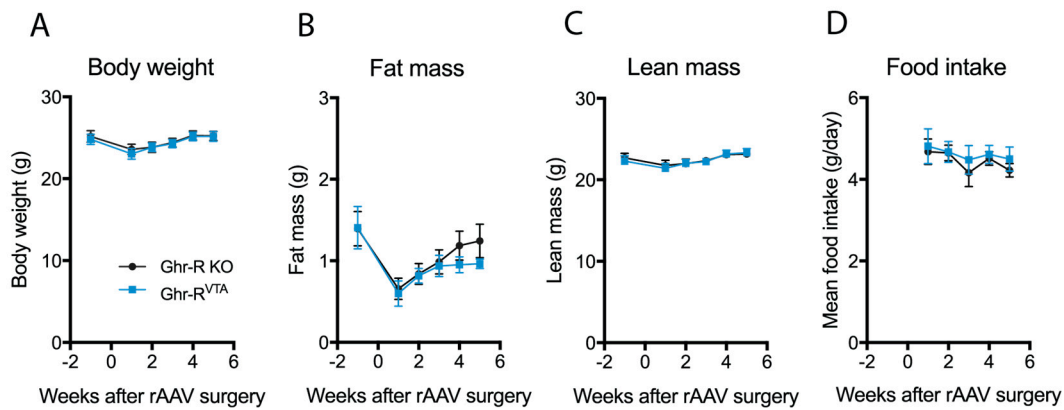 A
Body weight
Body weight (g)
30
20
10
0
-2 0 2 4 6
Weeks after rAAV surgery
Ghr-R KO
Ghr-R^VTA
B
Fat mass
Fat mass (g)
3
2
1
0
-2 0 2 4 6
Weeks after rAAV surgery
C
Lean mass
Lean mass (g)
30
20
10
0
-2 0 2 4 6
Weeks after rAAV surgery
D
Food intake
Mean food intake (g/day)
6
4
2
0
-2 0 2 4 6
Weeks after rAAV surgery